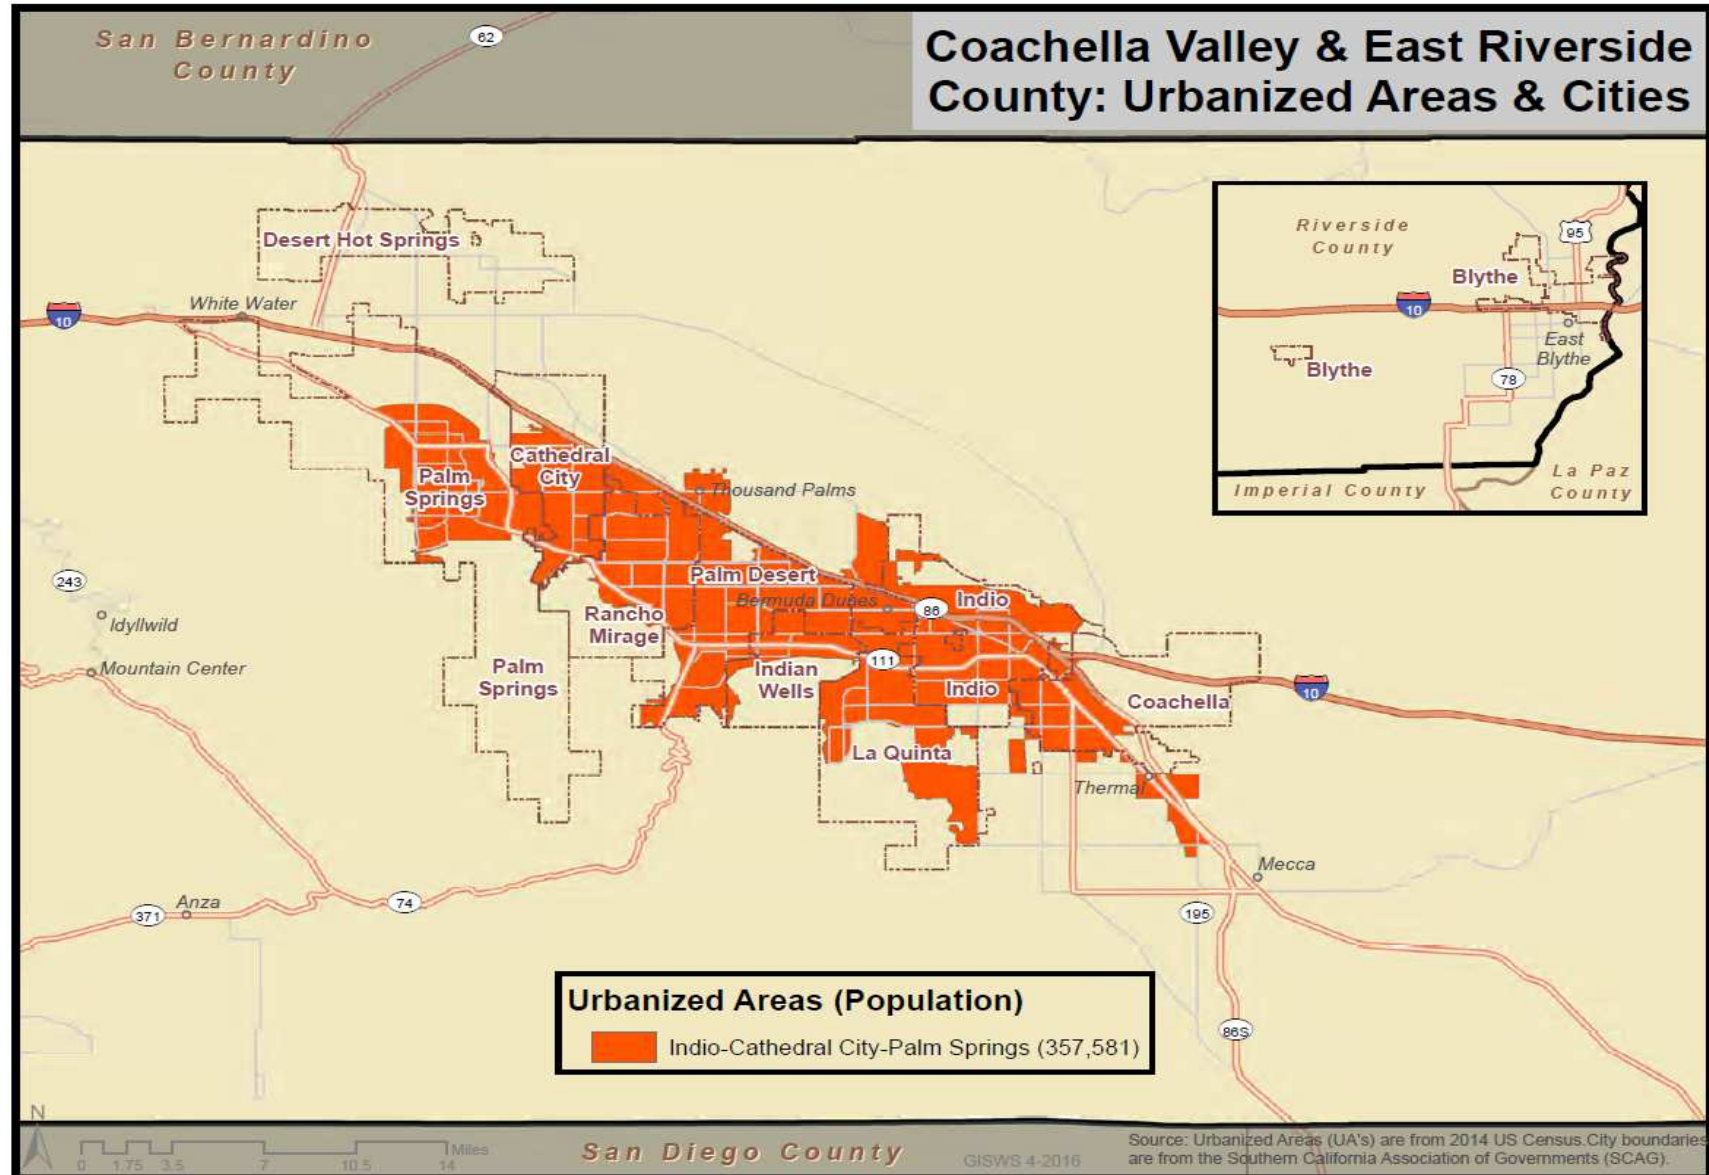 San Bernardino
County
62
Coachella Valley & East Riverside
County: Urbanized Areas & Cities
Desert Hot Springs
White Water
10
Riverside
County
95
Blythe
10
East
Blythe
Blythe
78
Imperial County
La Paz
County
Cathedral
City
Palm
Springs
Thousand Palms
243
Idyllwild
Mountain Center
Palm Desert
Bermuda Dunes
86
Indio
Rancho
Mirage
Palm
Springs
Indian
Wells
111
Indio
Coachella
10
La Quinta
Thermal
Mecca
Anza
371
74
195
86S
Urbanized Areas (Population)
Indio-Cathedral City-Palm Springs (357,581)
N
Miles
0 1.75 3.5 7 10.5 14
San Diego County
GISWS 4-2016
Source: Urbanized Areas (UA's) are from 2014 US Census.City boundaries
are from the Southern California Association of Governments (SCAG).